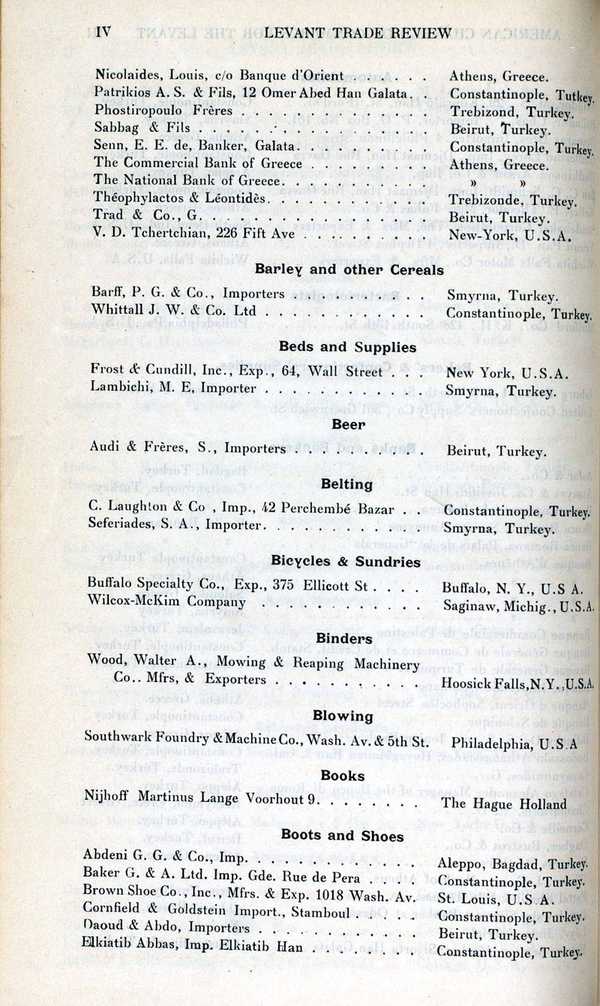 IV LEVANT TRADE REVIEW
Nicolaides, Louis, c/o Banque d'Orient . . . . . . Athens, Greece.
Patrikios A. S. & Fils, 12 Omer Abed Han Galata. . Constantinople, Tutkey.
Phostiropoulo Frères . . . . . . . . . . . . Trebizond, Turkey.
Sabbag & Fils . . . . . . . . . . . . . . Beirut, Turkey.
Senn, E. E. de, Banker, Galata. . . . . . . . . Constantinople, Turkey.
The Commercial Bank of Greece . . . . . . . . Athens, Greece.
The National Bank of Greece. . . . . . . . . . » »
Théophylactos & Léontidès. . . . . . . . . . . Trebizonde, Turkey.
Trad & Co., G. . . . . . . . . . . . . . . Beirut, Turkey.
V. D. Tchertchian, 226 Fift Ave . . . . . . . . . New-York, U.S.A.
Barley and other Cereals
Barff, P. G. & Co., Importers . . . . . . . . . Smyrna, Turkey.
Whittall J. W. & Co. Ltd . . . . . . . . . . . Constantinople, Turkey.
Beds and Supplies
Frost & Cundill, Inc., Exp., 64, Wall Street . . . New York, U.S.A.
Lambichi, M. E, Importer . . . . . . . . . . . Smyrna, Turkey.
Beer
Audi & Frères, S., Importers . . . . . . . . . Beirut, Turkey.
Belting
C. Laughton & Co , Imp., 42 Perchembé Bazar . . Constantinople, Turkey.
Seferiades, S. A., Importer. . . . . . . . . . . Smyrna, Turkey.
Bicycles & Sundries
Buffalo Specialty Co., Exp., 375 Ellicott St . . . . Buffalo, N. Y., U.S A.
Wilcox-McKim Company . . . . . . . . . . . . Saginaw, Michig., U.S.A.
Binders
Wood, Walter A., Mowing & Reaping Machinery
Co.. Mfrs, & Exporters . . . . . . . . . . . Hoosick Falls,N.Y.,U.S.A.
Blowing
Southwark Foundry & Machine Co., Wash. Av. & 5th St. Philadelphia, U.S.A
Books
Nijhoff Martinus Lange Voorhout 9. . . . . . . . The Hague Holland
Boots and Shoes
Abdeni G. G. & Co., Imp. . . . . . . . . . . . . Aleppo, Bagdad, Turkey.
Baker G. & A. Ltd. Imp. Gde. Rue de Pera . . . . Constantinople, Turkey.
Brown Shoe Co., Inc., Mfrs. & Exp. 1018 Wash. Av. St. Louis, U.S.A.
Cornfield & Goldstein Import., Stamboul . . . . . Constantinople, Turkey.
Daoud & Abdo, Importers . . . . . . . . . . . . Beirut, Turkey.
Elkiatib Abbas, Imp. Elkiatib Han . . . . . . . . Constantinople, Turkey.